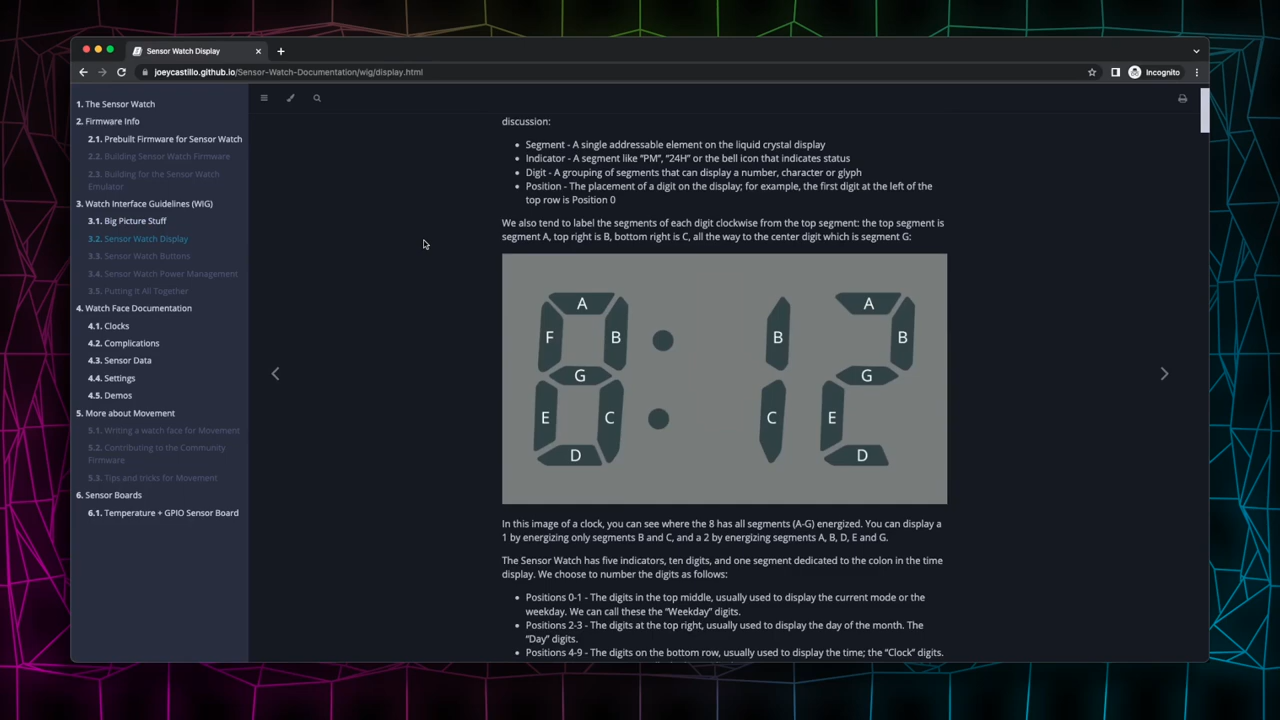 Sensor Watch Display
joeycastillo.github.io/Sensor-Watch-Documentation/wig/display.html
Incognito
1. The Sensor Watch
2. Firmware Info
2.1. Prebuilt Firmware for Sensor Watch
2.2. Building Sensor Watch Firmware
2.3. Building for the Sensor Watch
Emulator
3. Watch Interface Guidelines (WIG)
3.1. Big Picture Stuff
3.2. Sensor Watch Display
3.3. Sensor Watch Buttons
3.4. Sensor Watch Power Management
3.5. Putting It All Together
4. Watch Face Documentation
4.1. Clocks
4.2. Complications
4.3. Sensor Data
4.4. Settings
4.5. Demos
5. More about Movement
5.1. Writing a watch face for Movement
5.2. Contributing to the Community
Firmware
5.3. Tips and tricks for Movement
6. Sensor Boards
6.1. Temperature + GPIO Sensor Board
discussion:
• Segment - A single addressable element on the liquid crystal display
• Indicator - A segment like “PM”, “24H” or the bell icon that indicates status
• Digit - A grouping of segments that can display a number, character or glyph
• Position - The placement of a digit on the display; for example, the first digit at the left of the
top row is Position 0
We also tend to label the segments of each digit clockwise from the top segment: the top segment is
segment A, top right is B, bottom right is C, all the way to the center digit which is segment G:
A A
F B B B
G G
E C C E
D D
In this image of a clock, you can see where the 8 has all segments (A-G) energized. You can display a
1 by energizing only segments B and C, and a 2 by energizing segments A, B, D, E and G.
The Sensor Watch has five indicators, ten digits, and one segment dedicated to the colon in the time
display. We choose to number the digits as follows:
• Positions 0-1 - The digits in the top middle, usually used to display the current mode or the
weekday. We can call these the “Weekday” digits.
• Positions 2-3 - The digits at the top right, usually used to display the day of the month. The
“Day” digits.
• Positions 4-9 - The digits on the bottom row, usually used to display the time; the “Clock” digits.